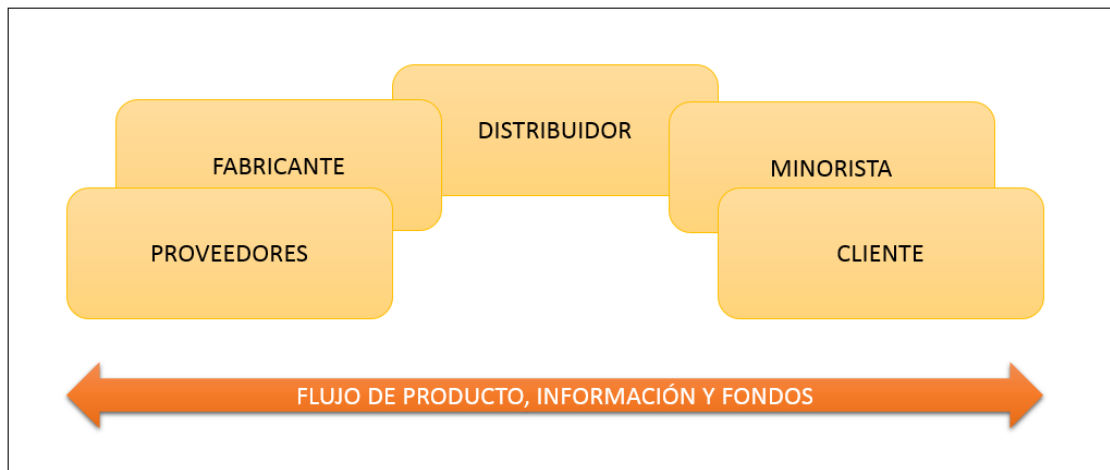 DISTRIBUIDOR
FABRICANTE
MINORISTA
PROVEEDORES
CLIENTE
FLUJO DE PRODUCTO, INFORMACIÓN Y FONDOS